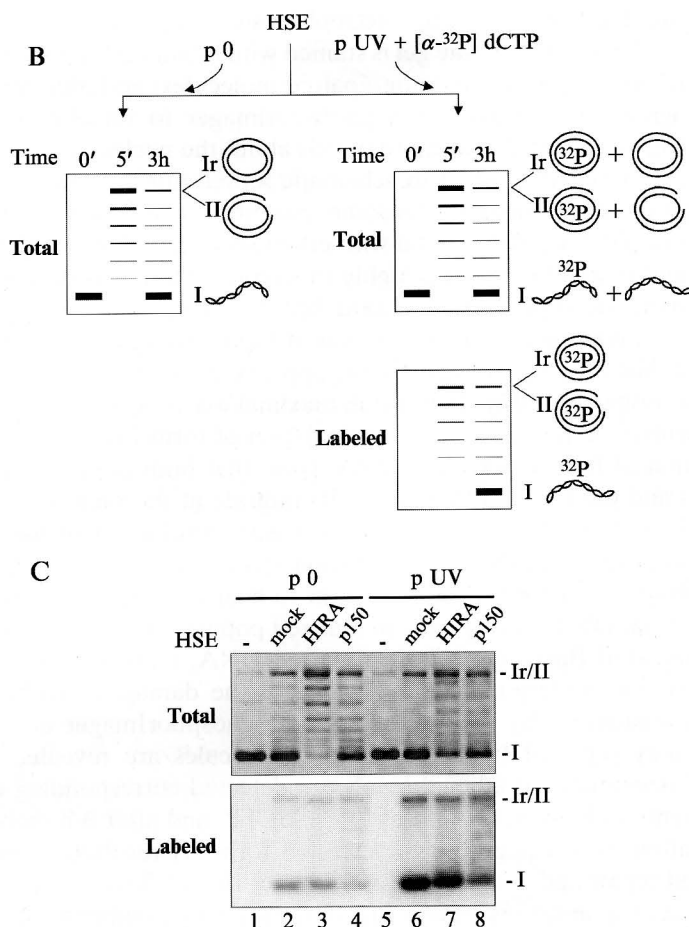 HSE
B
p 0
p UV + [α-³²P] dCTP
Time 0′ 5′ 3h
Ir
II
Total
I
Time 0′ 5′ 3h
Ir ³²P +
II ³²P +
Total
³²P
I +
Ir ³²P
II ³²P
Labeled
³²P
I
C
p 0 p UV
HSE - mock HIRA p150 - mock HIRA p150
Total
-Ir/II
-I
Labeled
-Ir/II
-I
1 2 3 4 5 6 7 8